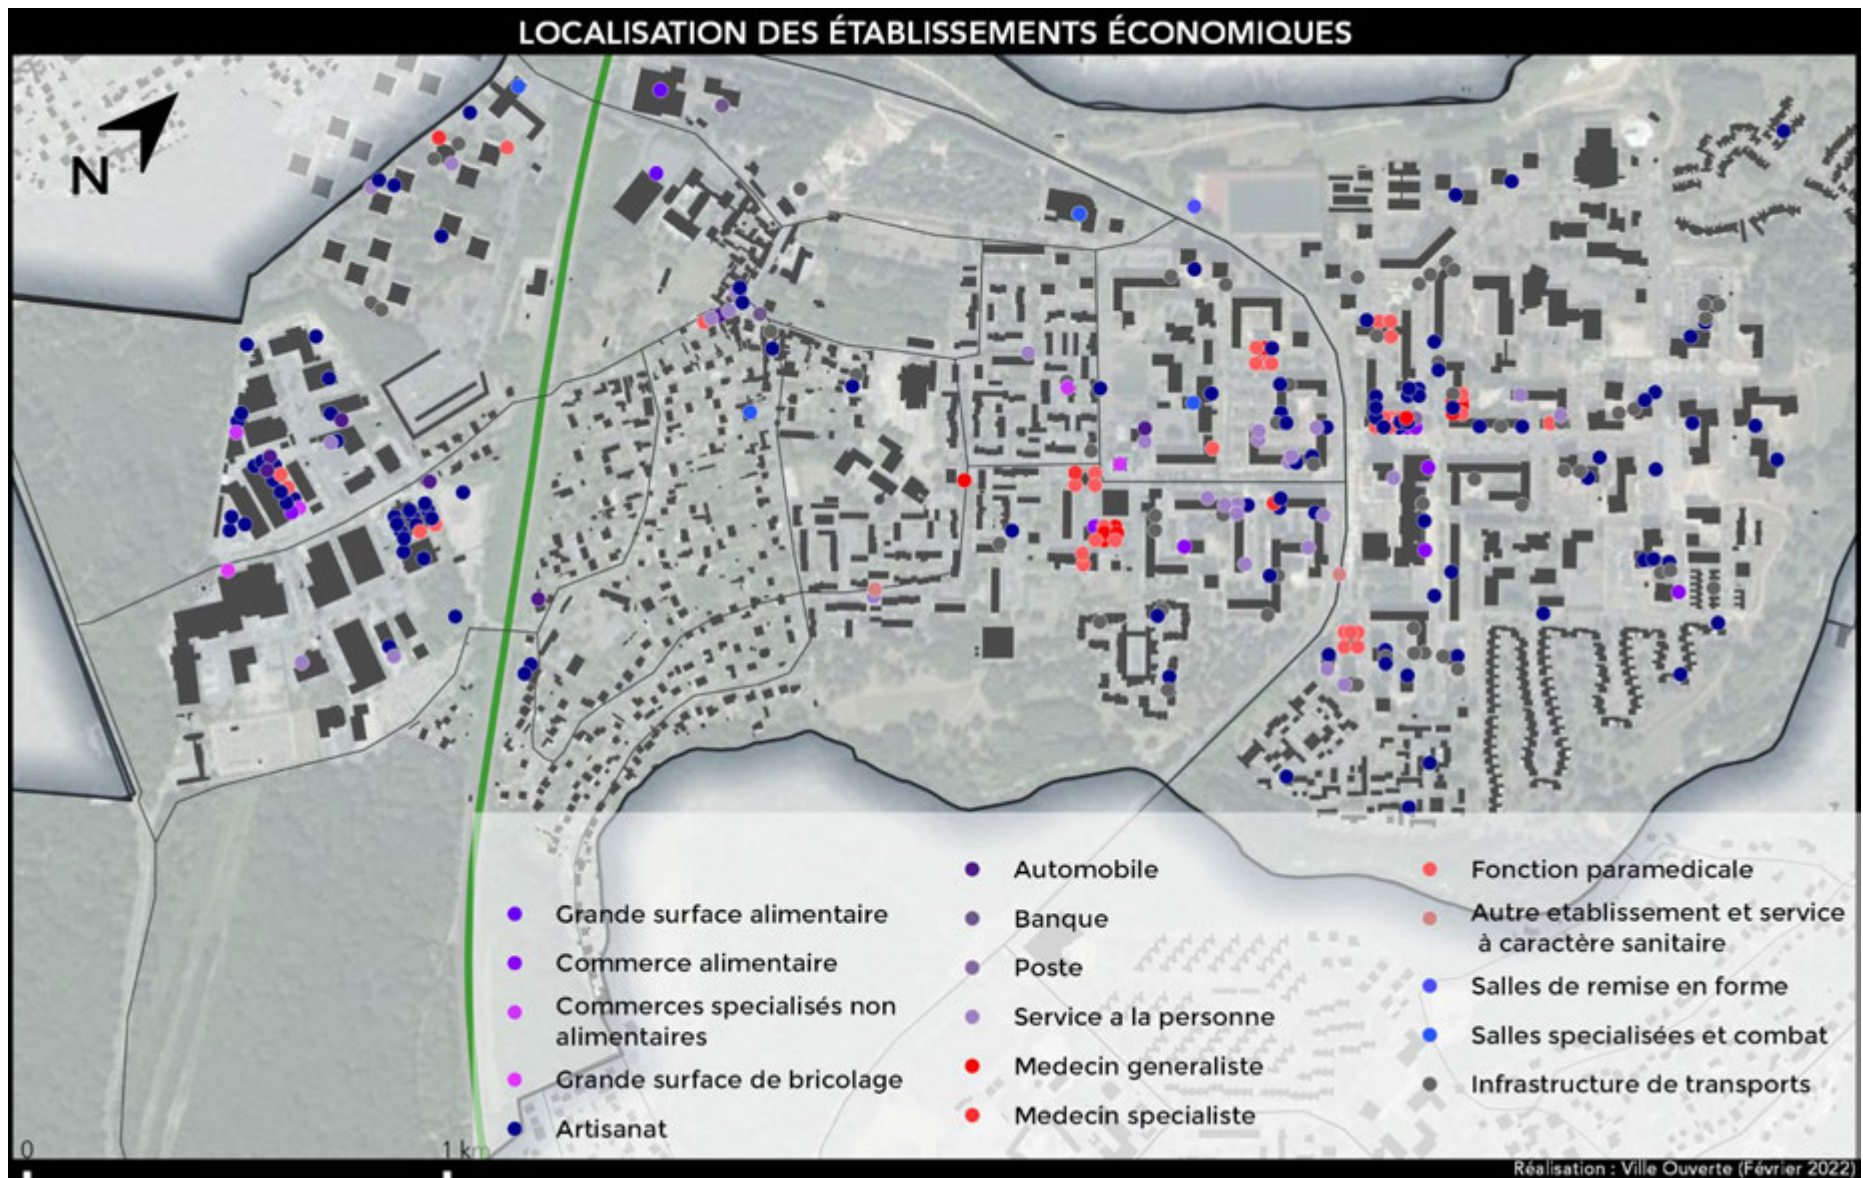 LOCALISATION DES ÉTABLISSEMENTS ÉCONOMIQUES
N
Grande surface alimentaire
Commerce alimentaire
Commerces specialisés non
alimentaires
Grande surface de bricolage
Artisanat
Automobile
Banque
Poste
Service a la personne
Medecin generaliste
Medecin specialiste
Fonction paramedicale
Autre etablissement et service
à caractère sanitaire
Salles de remise en forme
Salles specialisées et combat
Infrastructure de transports
0
1 km
Réalisation : Ville Ouverte (Février 2022)